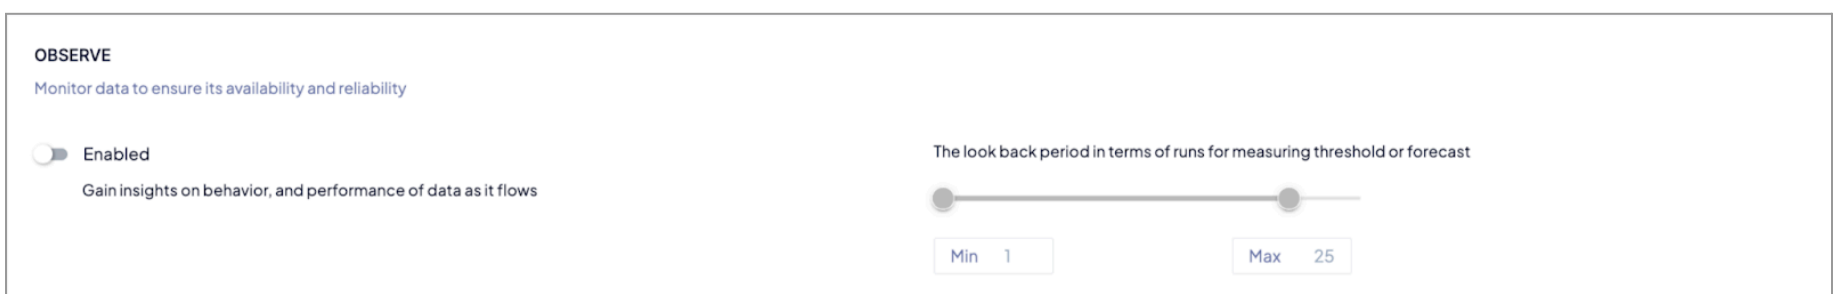 OBSERVE
Monitor data to ensure its availability and reliability
Enabled
Gain insights on behavior, and performance of data as it flows
The look back period in terms of runs for measuring threshold or forecast
Min 1
Max 25